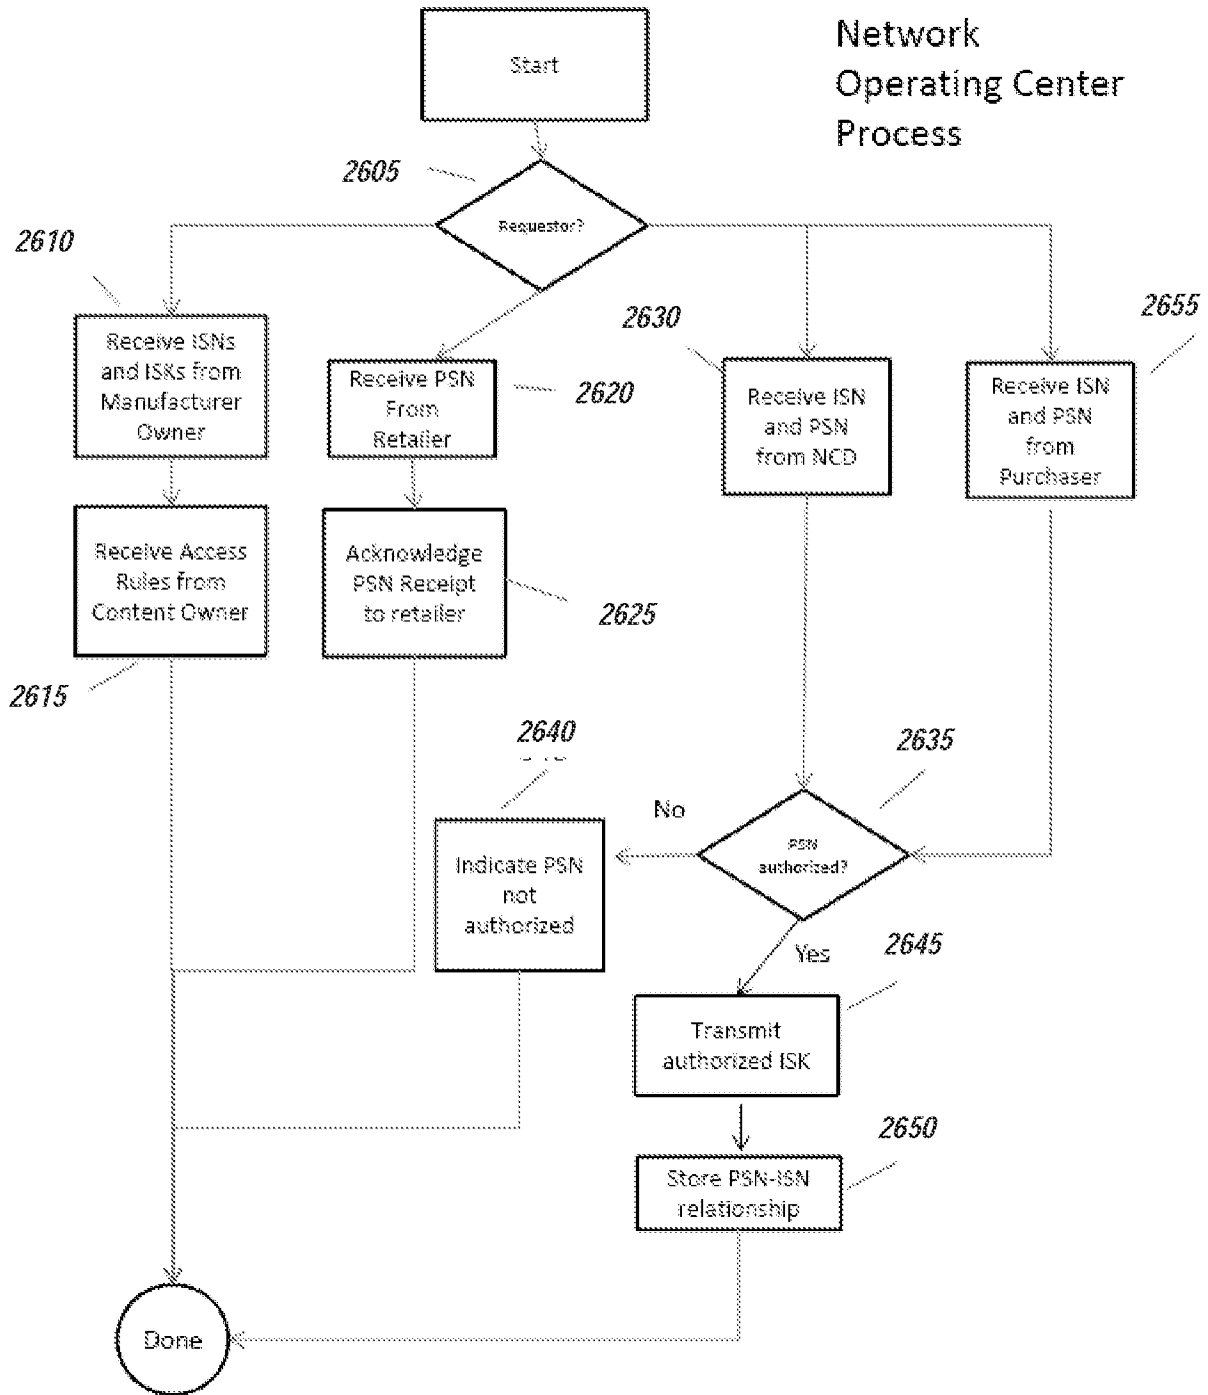 Network
Operating Center
Process
Start
2605
Requestor?
2610
Receive ISNs
and ISKs from
Manufacturer
Owner
2630
2655
Receive PSN
From
Retailer
2620
Receive ISN
and PSN
from NCD
Receive ISN
and PSN
from
Purchaser
Receive Access
Rules from
Content Owner
2615
Acknowledge
PSN Receipt
to retailer
2625
2640
2635
No
PSN
authorized?
Indicate PSN
not
authorized
Yes
2645
Transmit
authorized ISK
2650
Store PSN-ISN
relationship
Done